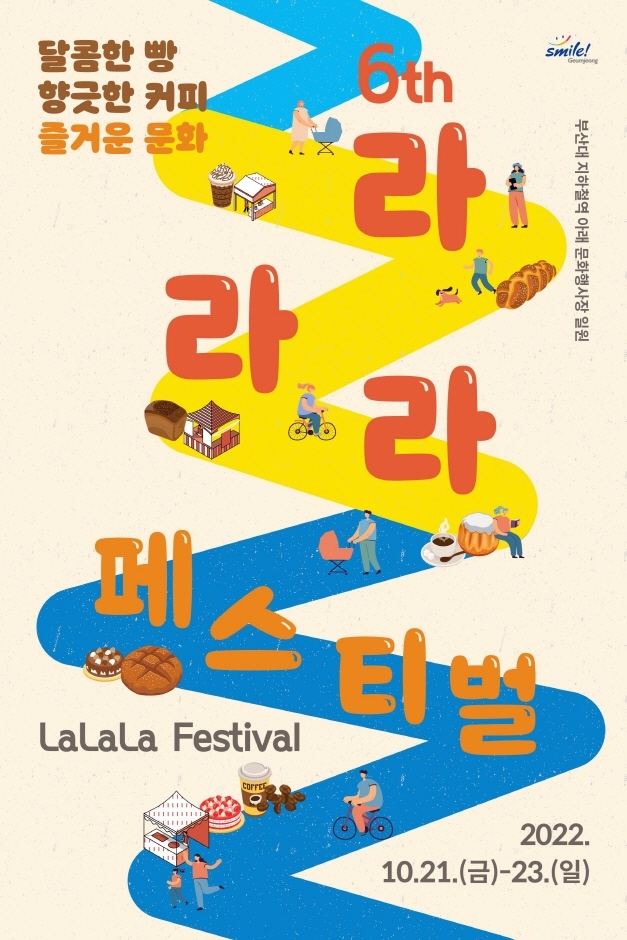 달콤한 빵
향긋한 커피
즐거운 문화
smile!
Geumjeong
6th
라
라
라
페스티벌
부산대 지하철역 아래 문화행사장 일원
LaLaLa Festival
COFFEE
2022.
10.21.(금)-23.(일)